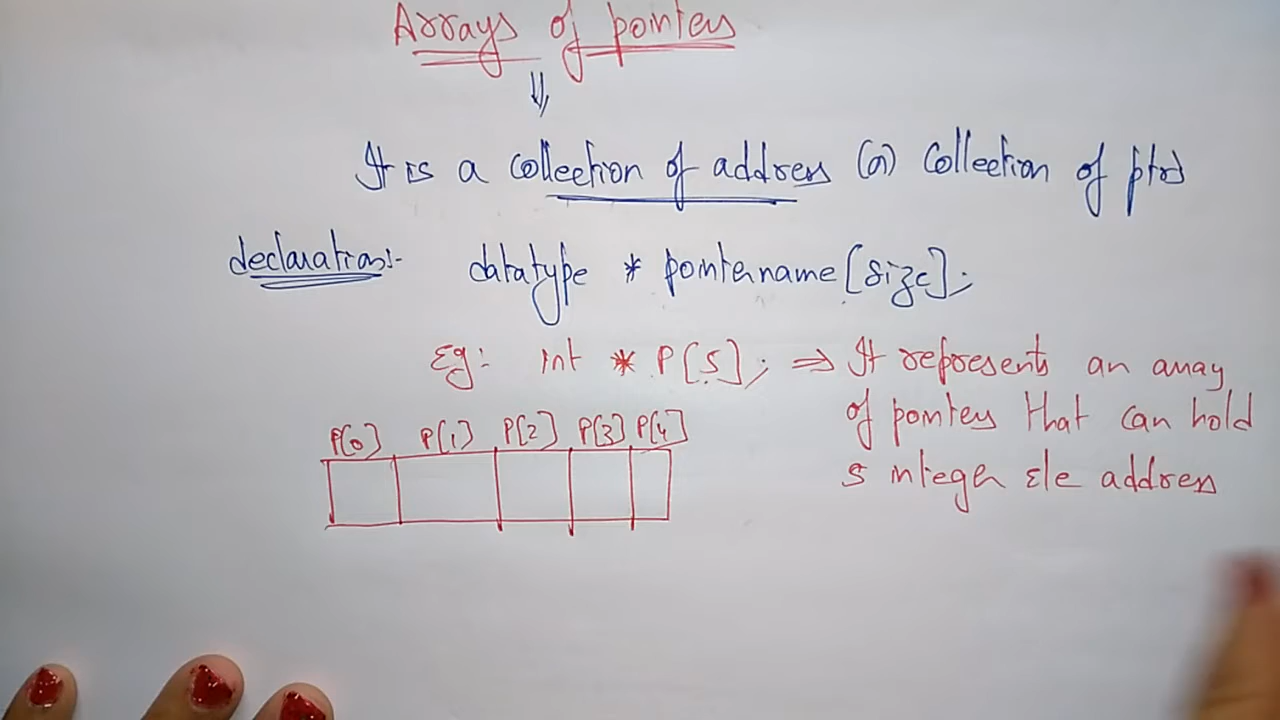 Arrays of pointers
It is a collection of address (or) collection of ptrs
declaration:- datatype * pointername[size];
Eg: int * P[5]; ⇒ It represents an array
of pointers that can hold
5 integer ele address
P[0] P[1] P[2] P[3] P[4]